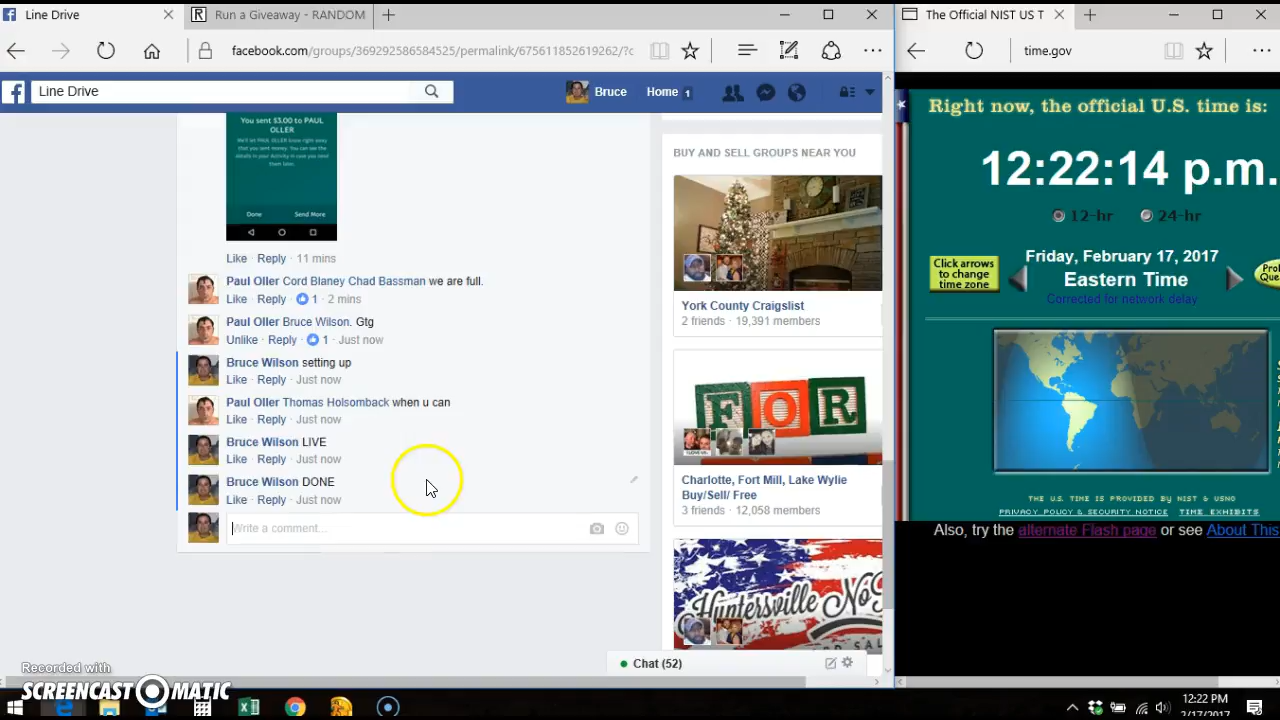 Line Drive
Run a Giveaway - RANDOM
The Official NIST US T
facebook.com/groups/369292586584525/permalink/675611852619262/?c
time.gov
Line Drive
Bruce
Home 1
You sent $3.00 to PAUL
OLLER
Done
Send More
Like · Reply · 11 mins
Paul Oller Cord Blaney Chad Bassman we are full.
Like · Reply · 1 · 2 mins
Paul Oller Bruce Wilson. Gtg
Unlike · Reply · 1 · Just now
Bruce Wilson setting up
Like · Reply · Just now
Paul Oller Thomas Holsomback when u can
Like · Reply · Just now
Bruce Wilson LIVE
Like · Reply · Just now
Bruce Wilson DONE
Like · Reply · Just now
Write a comment...
BUY AND SELL GROUPS NEAR YOU
York County Craigslist
2 friends · 19,391 members
FOR
Charlotte, Fort Mill, Lake Wylie
Buy/Sell/ Free
3 friends · 12,058 members
Huntersville
Chat (52)
Right now, the official U.S. time is:
12:22:14 p.m.
12-hr
24-hr
Click arrows
to change
time zone
Friday, February 17, 2017
Eastern Time
Corrected for network delay
THE U.S. TIME IS PROVIDED BY NIST & USNO
PRIVACY POLICY & SECURITY NOTICE TIME EXHIBITS
Also, try the alternate Flash page or see About This
Recorded with
SCREENCAST MATIC
12:22 PM
2/17/2017